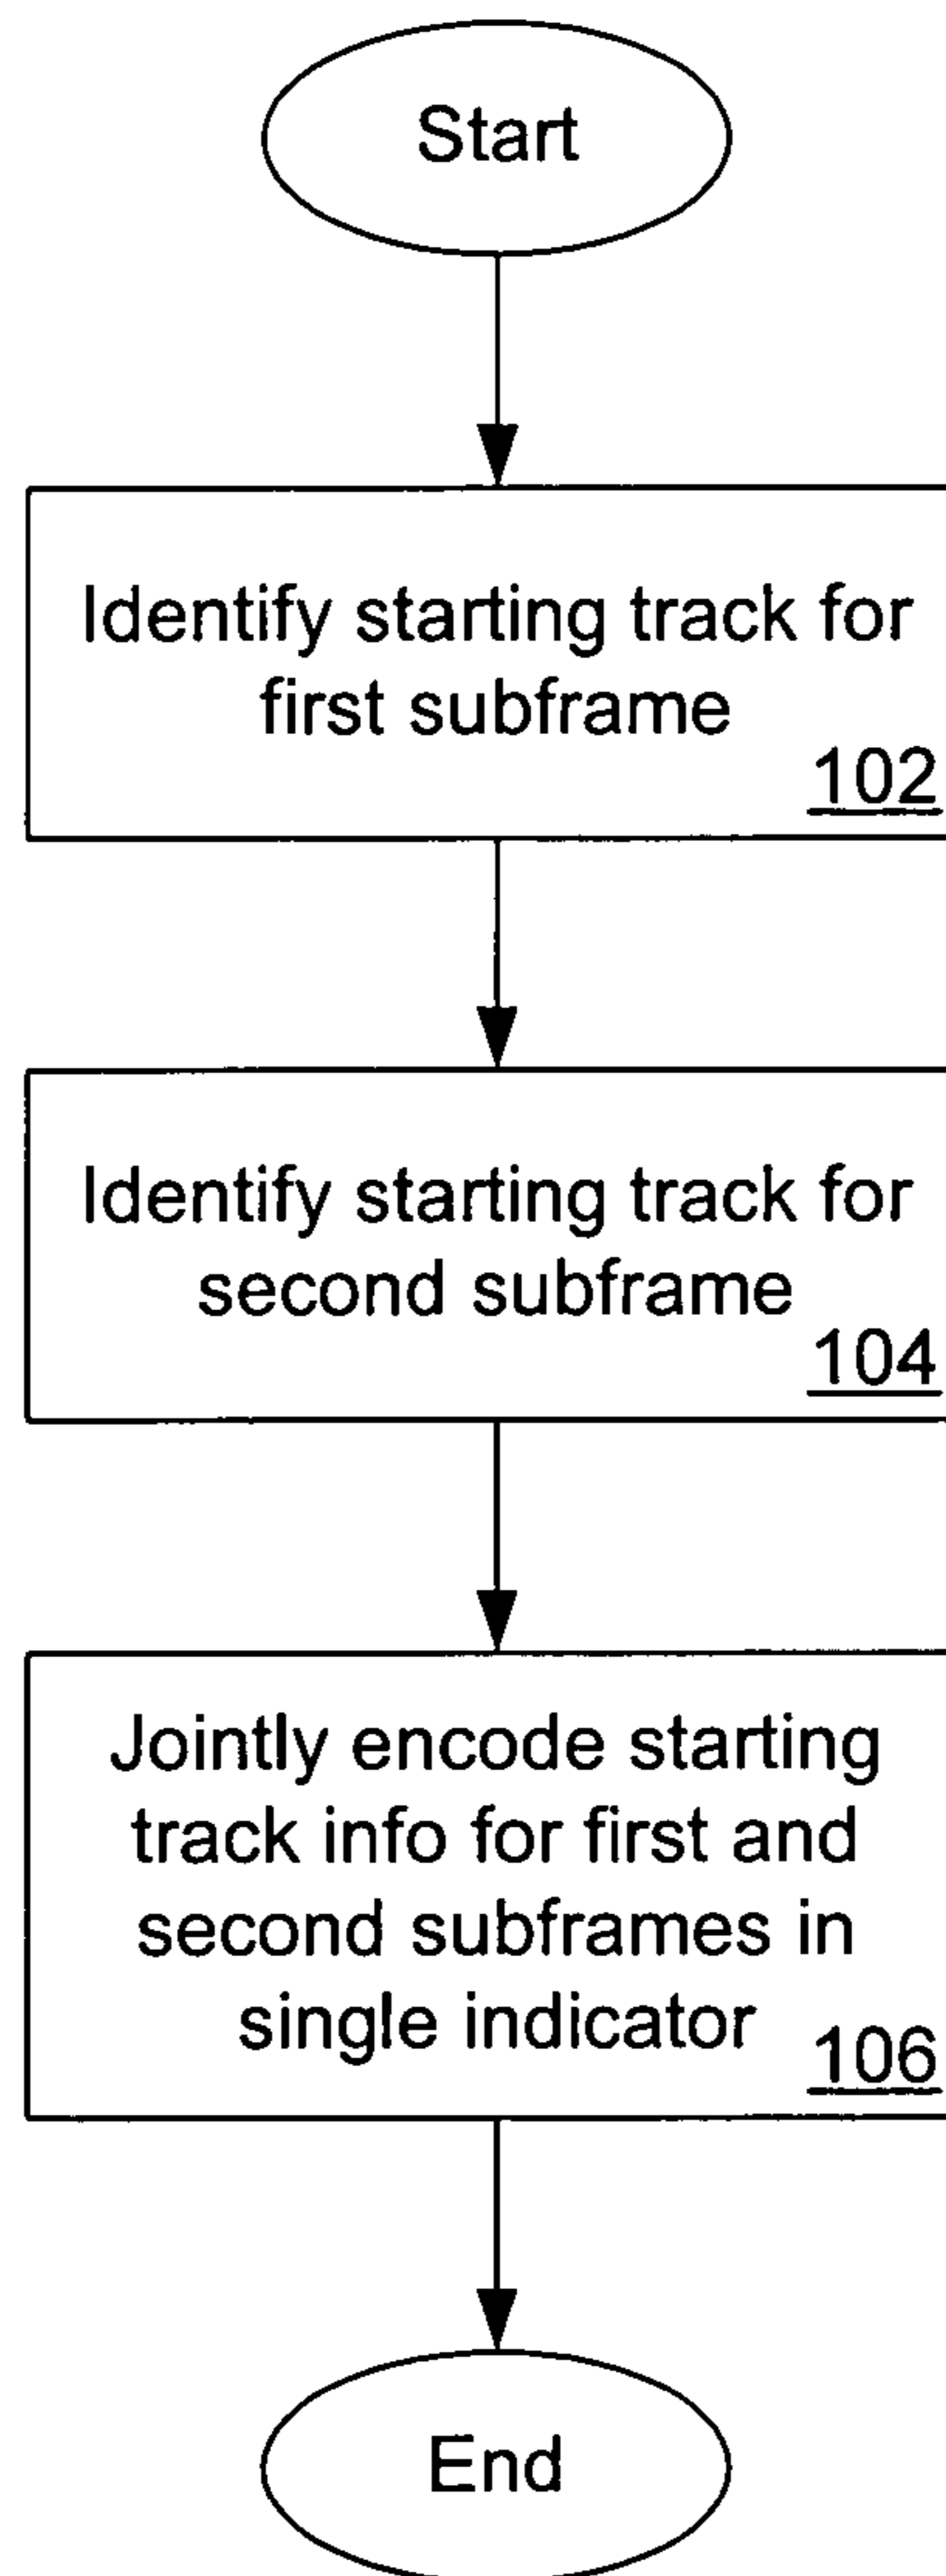 Start
Identify starting track for
first subframe
102
Identify starting track for
second subframe
104
Jointly encode starting
track info for first and
second subframes in
single indicator
106
End